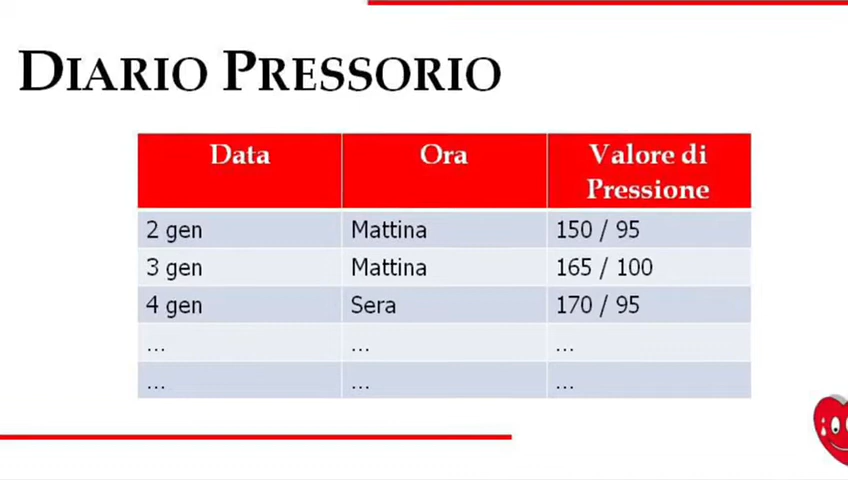 DIARIO PRESSORIO
Data Ora Valore di Pressione
2 gen Mattina 150 / 95
3 gen Mattina 165 / 100
4 gen Sera 170 / 95
... ... ...
... ... ...